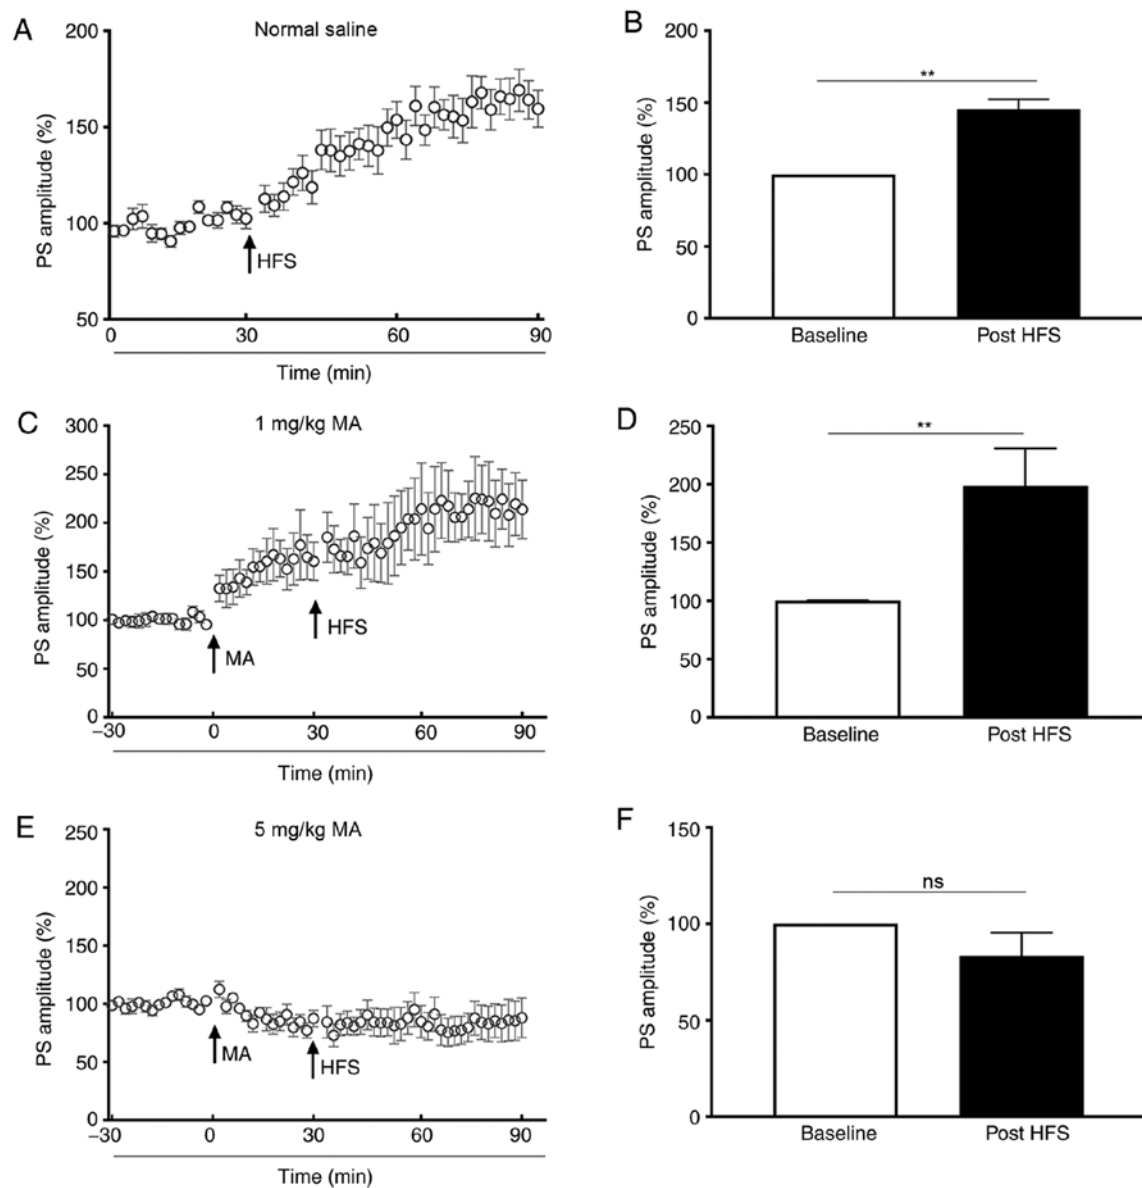 A
Normal saline
PS amplitude (%)
200
150
100
50
HFS
0 30 60 90
Time (min)
B
PS amplitude (%)
200
150
100
50
0
**
Baseline Post HFS
C
1 mg/kg MA
PS amplitude (%)
300
250
200
150
100
50
0
HFS
MA
−30 0 30 60 90
Time (min)
D
PS amplitude (%)
250
200
150
100
50
0
**
Baseline Post HFS
E
5 mg/kg MA
PS amplitude (%)
250
200
150
100
50
0
MA
HFS
−30 0 30 60 90
Time (min)
F
PS amplitude (%)
150
100
50
0
ns
Baseline Post HFS